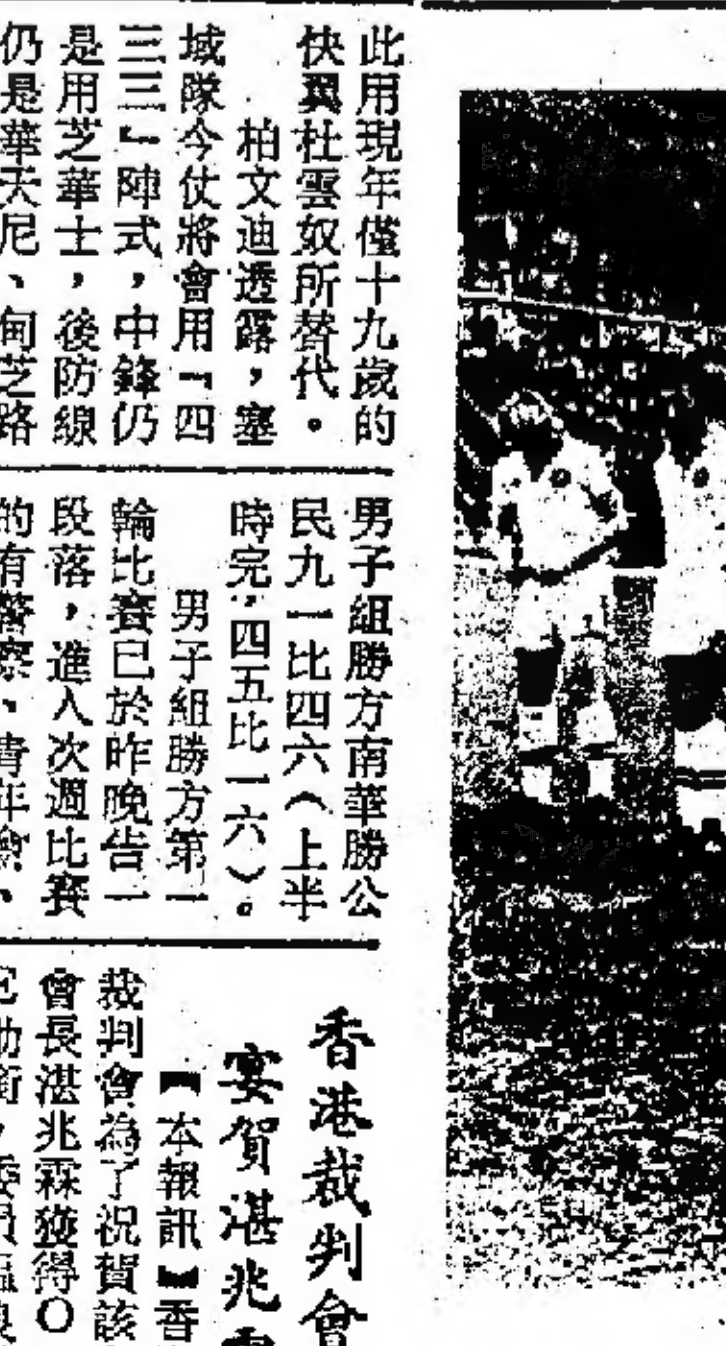 此用現年僅十九歲的
快翼杜雲奴所替代。
柏文迪透露，塞
域隊今仗將會用「四
三三」陣式，中鋒仍
是用芝華士，後防線
仍是華天尼、甸芝路
男子組勝方南華勝公
民九一比四六（上半
時完，四五比一六）。
男子組勝方第一
輪比賽已於昨晚告一
段落，進入次週比賽
的有警察、青年會、
香港裁判會
宴賀湛兆
【本報訊】香
裁判會為了祝賀該
會長湛兆霖獲得O